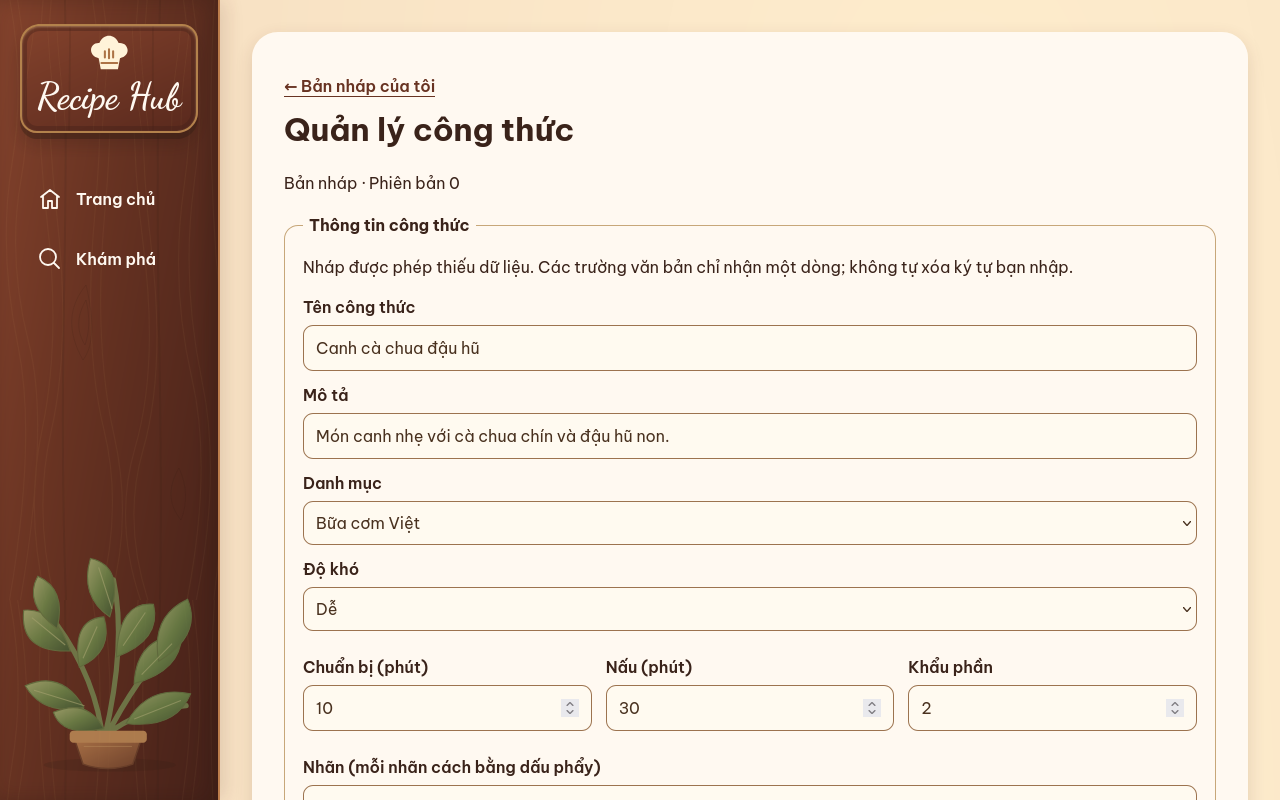 Recipe Hub
Trang chủ
Khám phá
← Bản nháp của tôi
Quản lý công thức
Bản nháp · Phiên bản 0
Thông tin công thức
Nháp được phép thiếu dữ liệu. Các trường văn bản chỉ nhận một dòng; không tự xóa ký tự bạn nhập.
Tên công thức
Canh cà chua đậu hũ
Mô tả
Món canh nhẹ với cà chua chín và đậu hũ non.
Danh mục
Bữa cơm Việt
Độ khó
Dễ
Chuẩn bị (phút) Nấu (phút) Khẩu phần
10 30 2
Nhãn (mỗi nhãn cách bằng dấu phẩy)